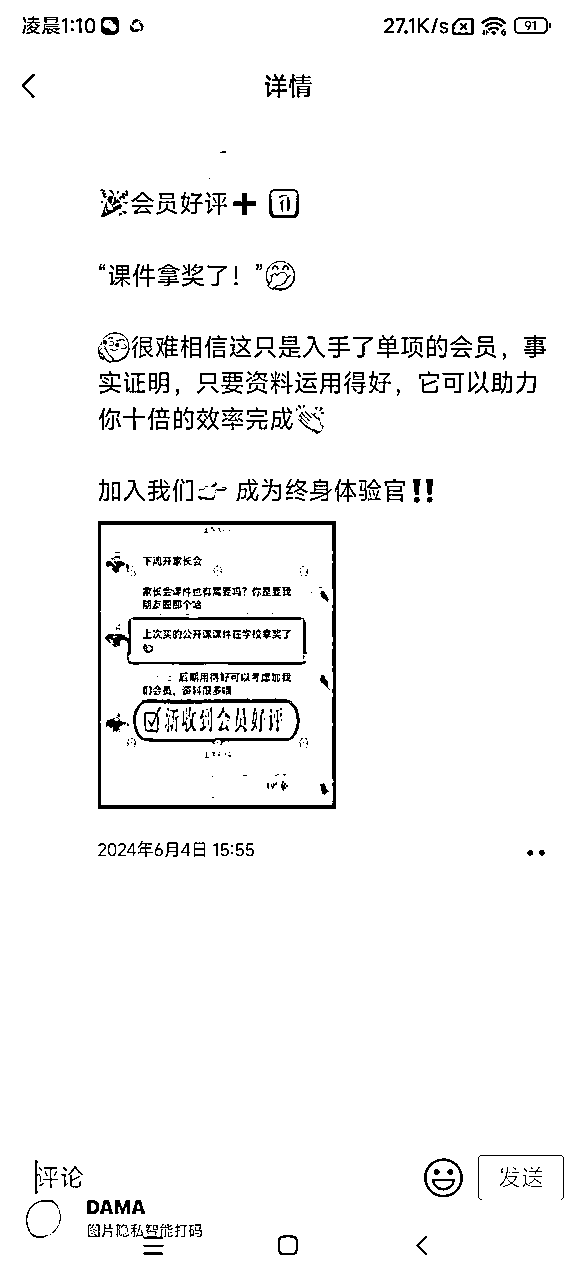 凌晨1:10
27.1K/s
91
详情
🎉会员好评➕
“课件拿奖了！”
很难相信这只是入手了单项的会员，事
实证明，只要资料运用得好，它可以助力
你十倍的效率完成👏
加入我们👉 成为终身体验官‼️
家长会课件也有需要吗？你是要我
朋友圈那个哈
上次买的公开课课件在学校拿奖了
后期用得好可以考虑加我
们会员，资料很多哦
新收到会员好评
2024年6月4日 15:55
评论
发送
DAMA
图片隐私智能打码